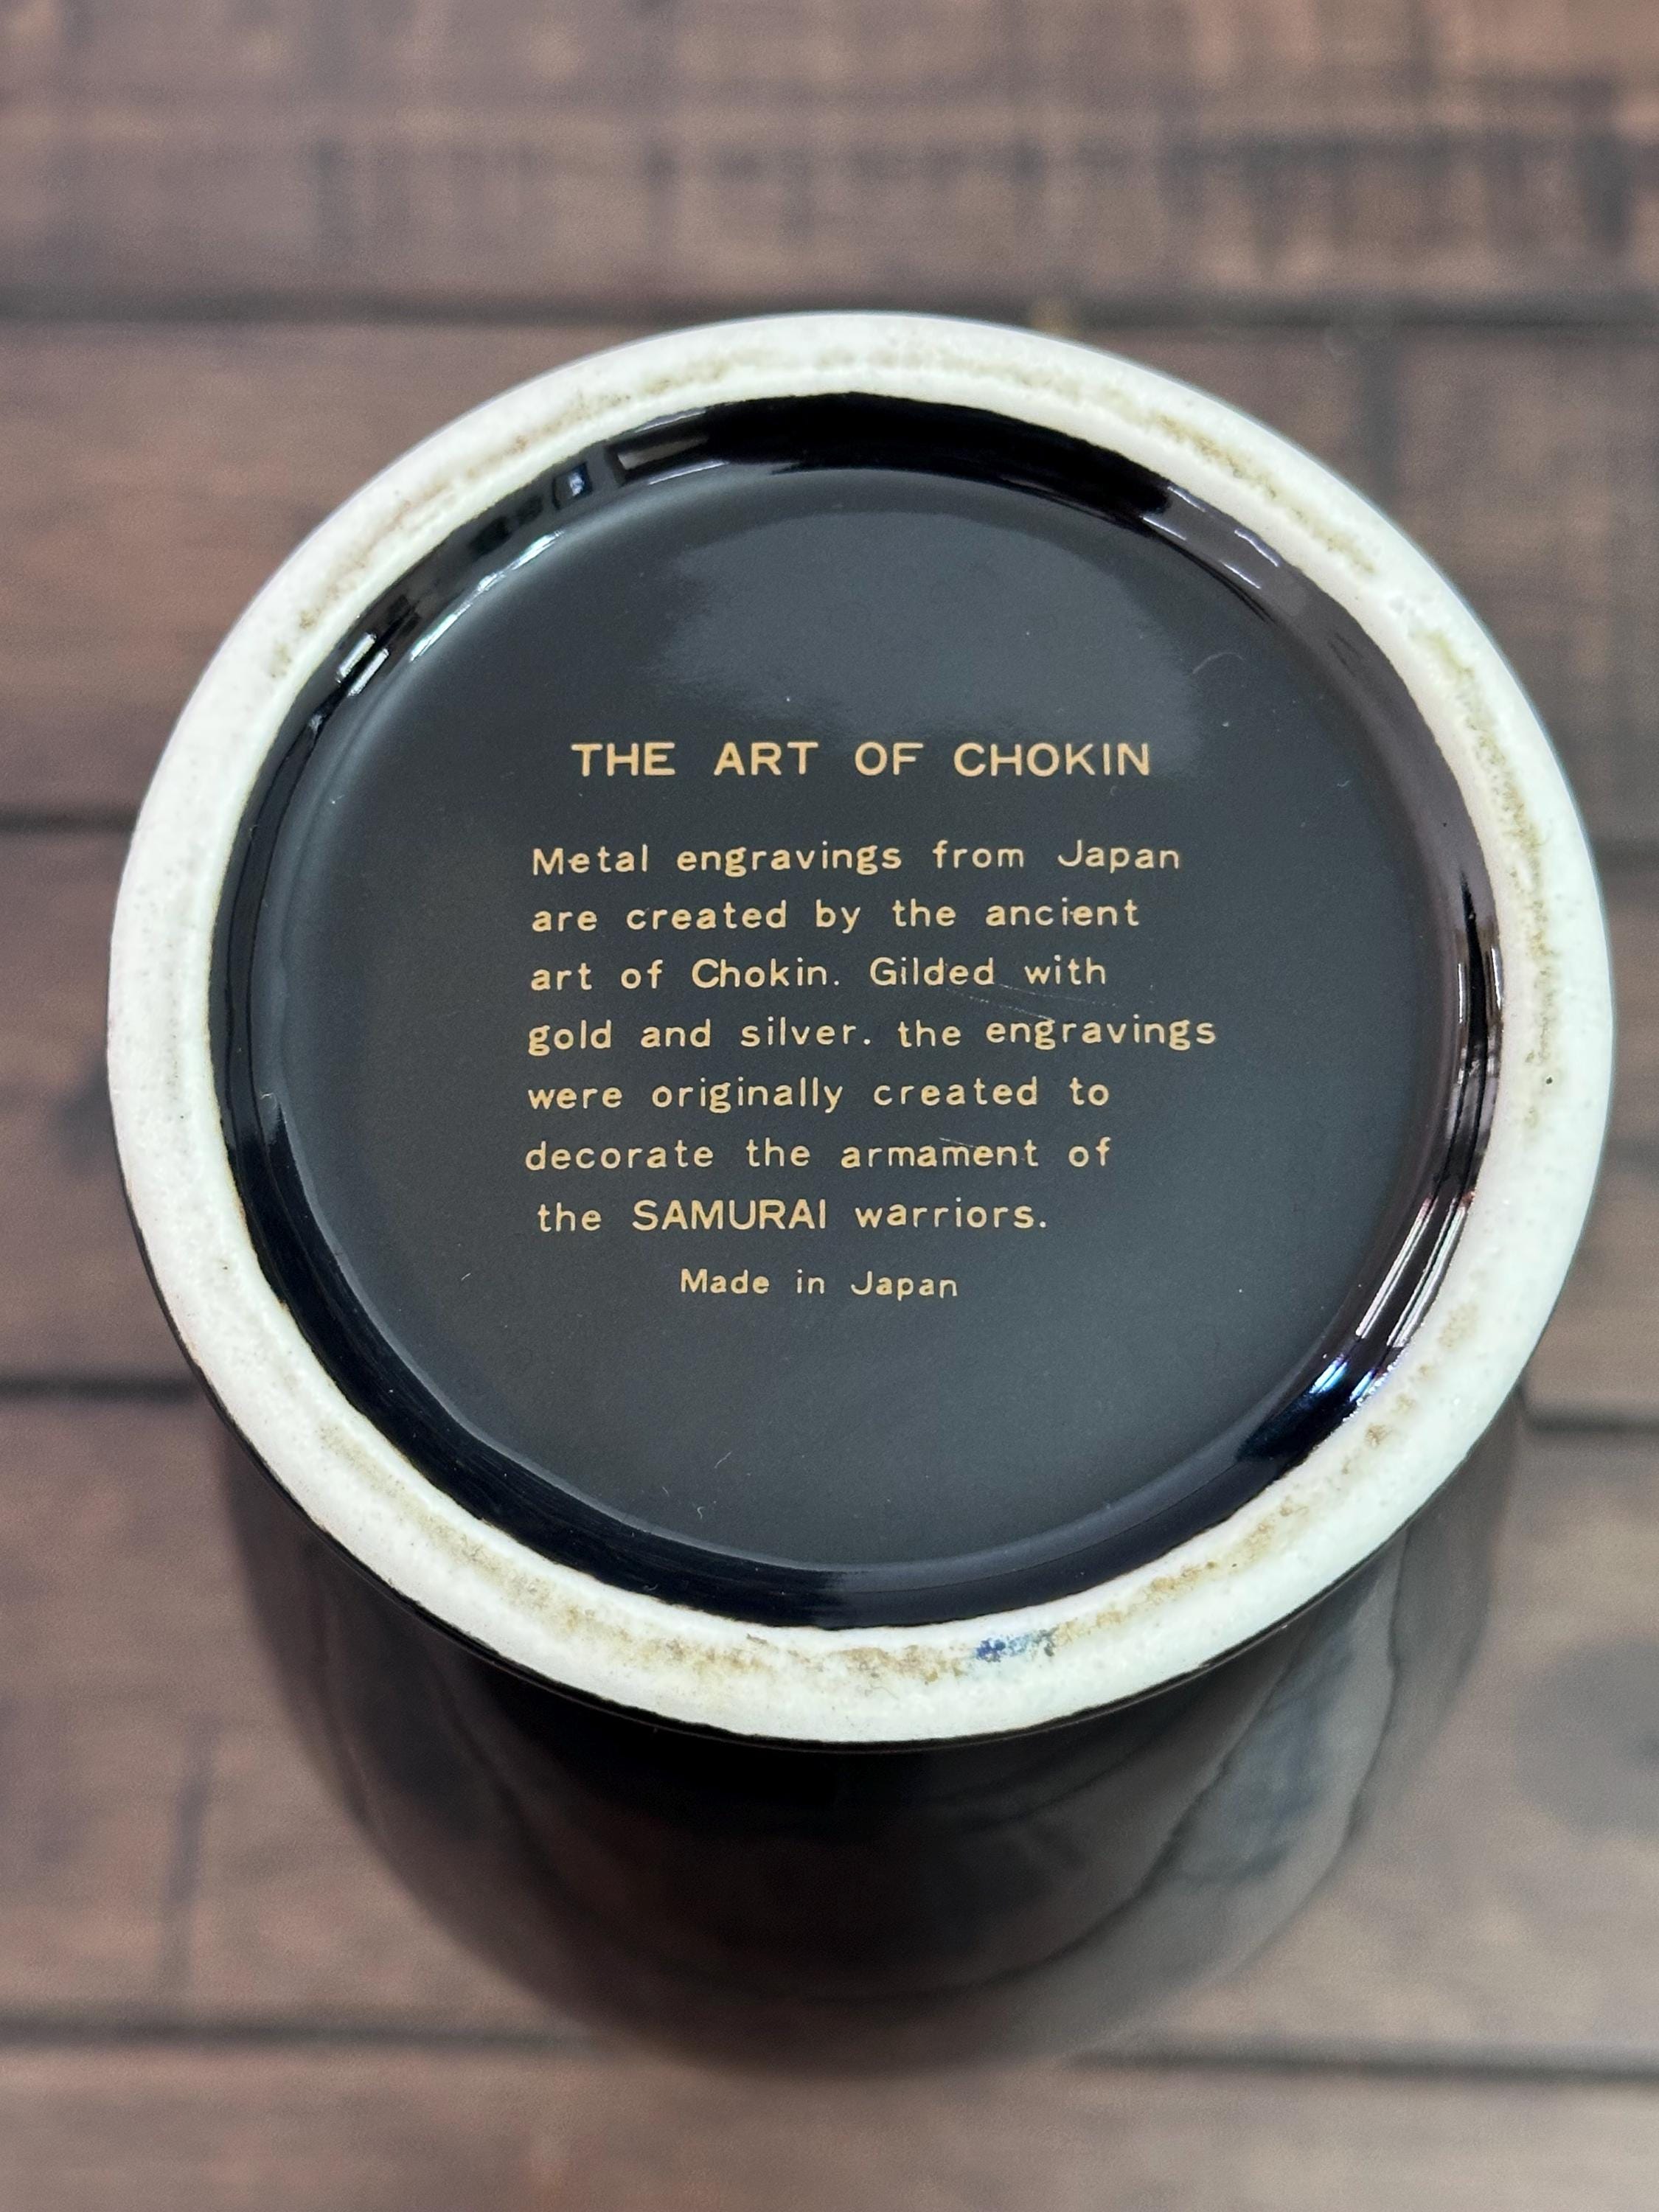 THE ART OF CHOKIN
Metal engravings from Japan
are created by the ancient
art of Chokin. Gilded with
gold and silver. the engravings
were originally created to
decorate the armament of
the SAMURAI warriors.
Made in Japan